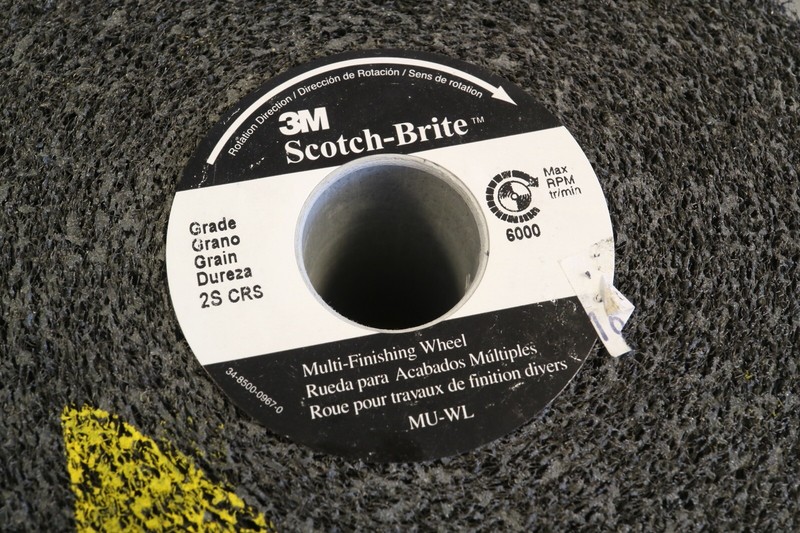 Rotation Direction / Dirección de Rotación / Sens de rotation
3M
Scotch-Brite™
Grade
Grano
Grain
Dureza
2S CRS
Max
RPM
tr/min
6000
Multi-Finishing Wheel
Rueda para Acabados Múltiples
Roue pour travaux de finition divers
MU-WL
34-8500-0967-0